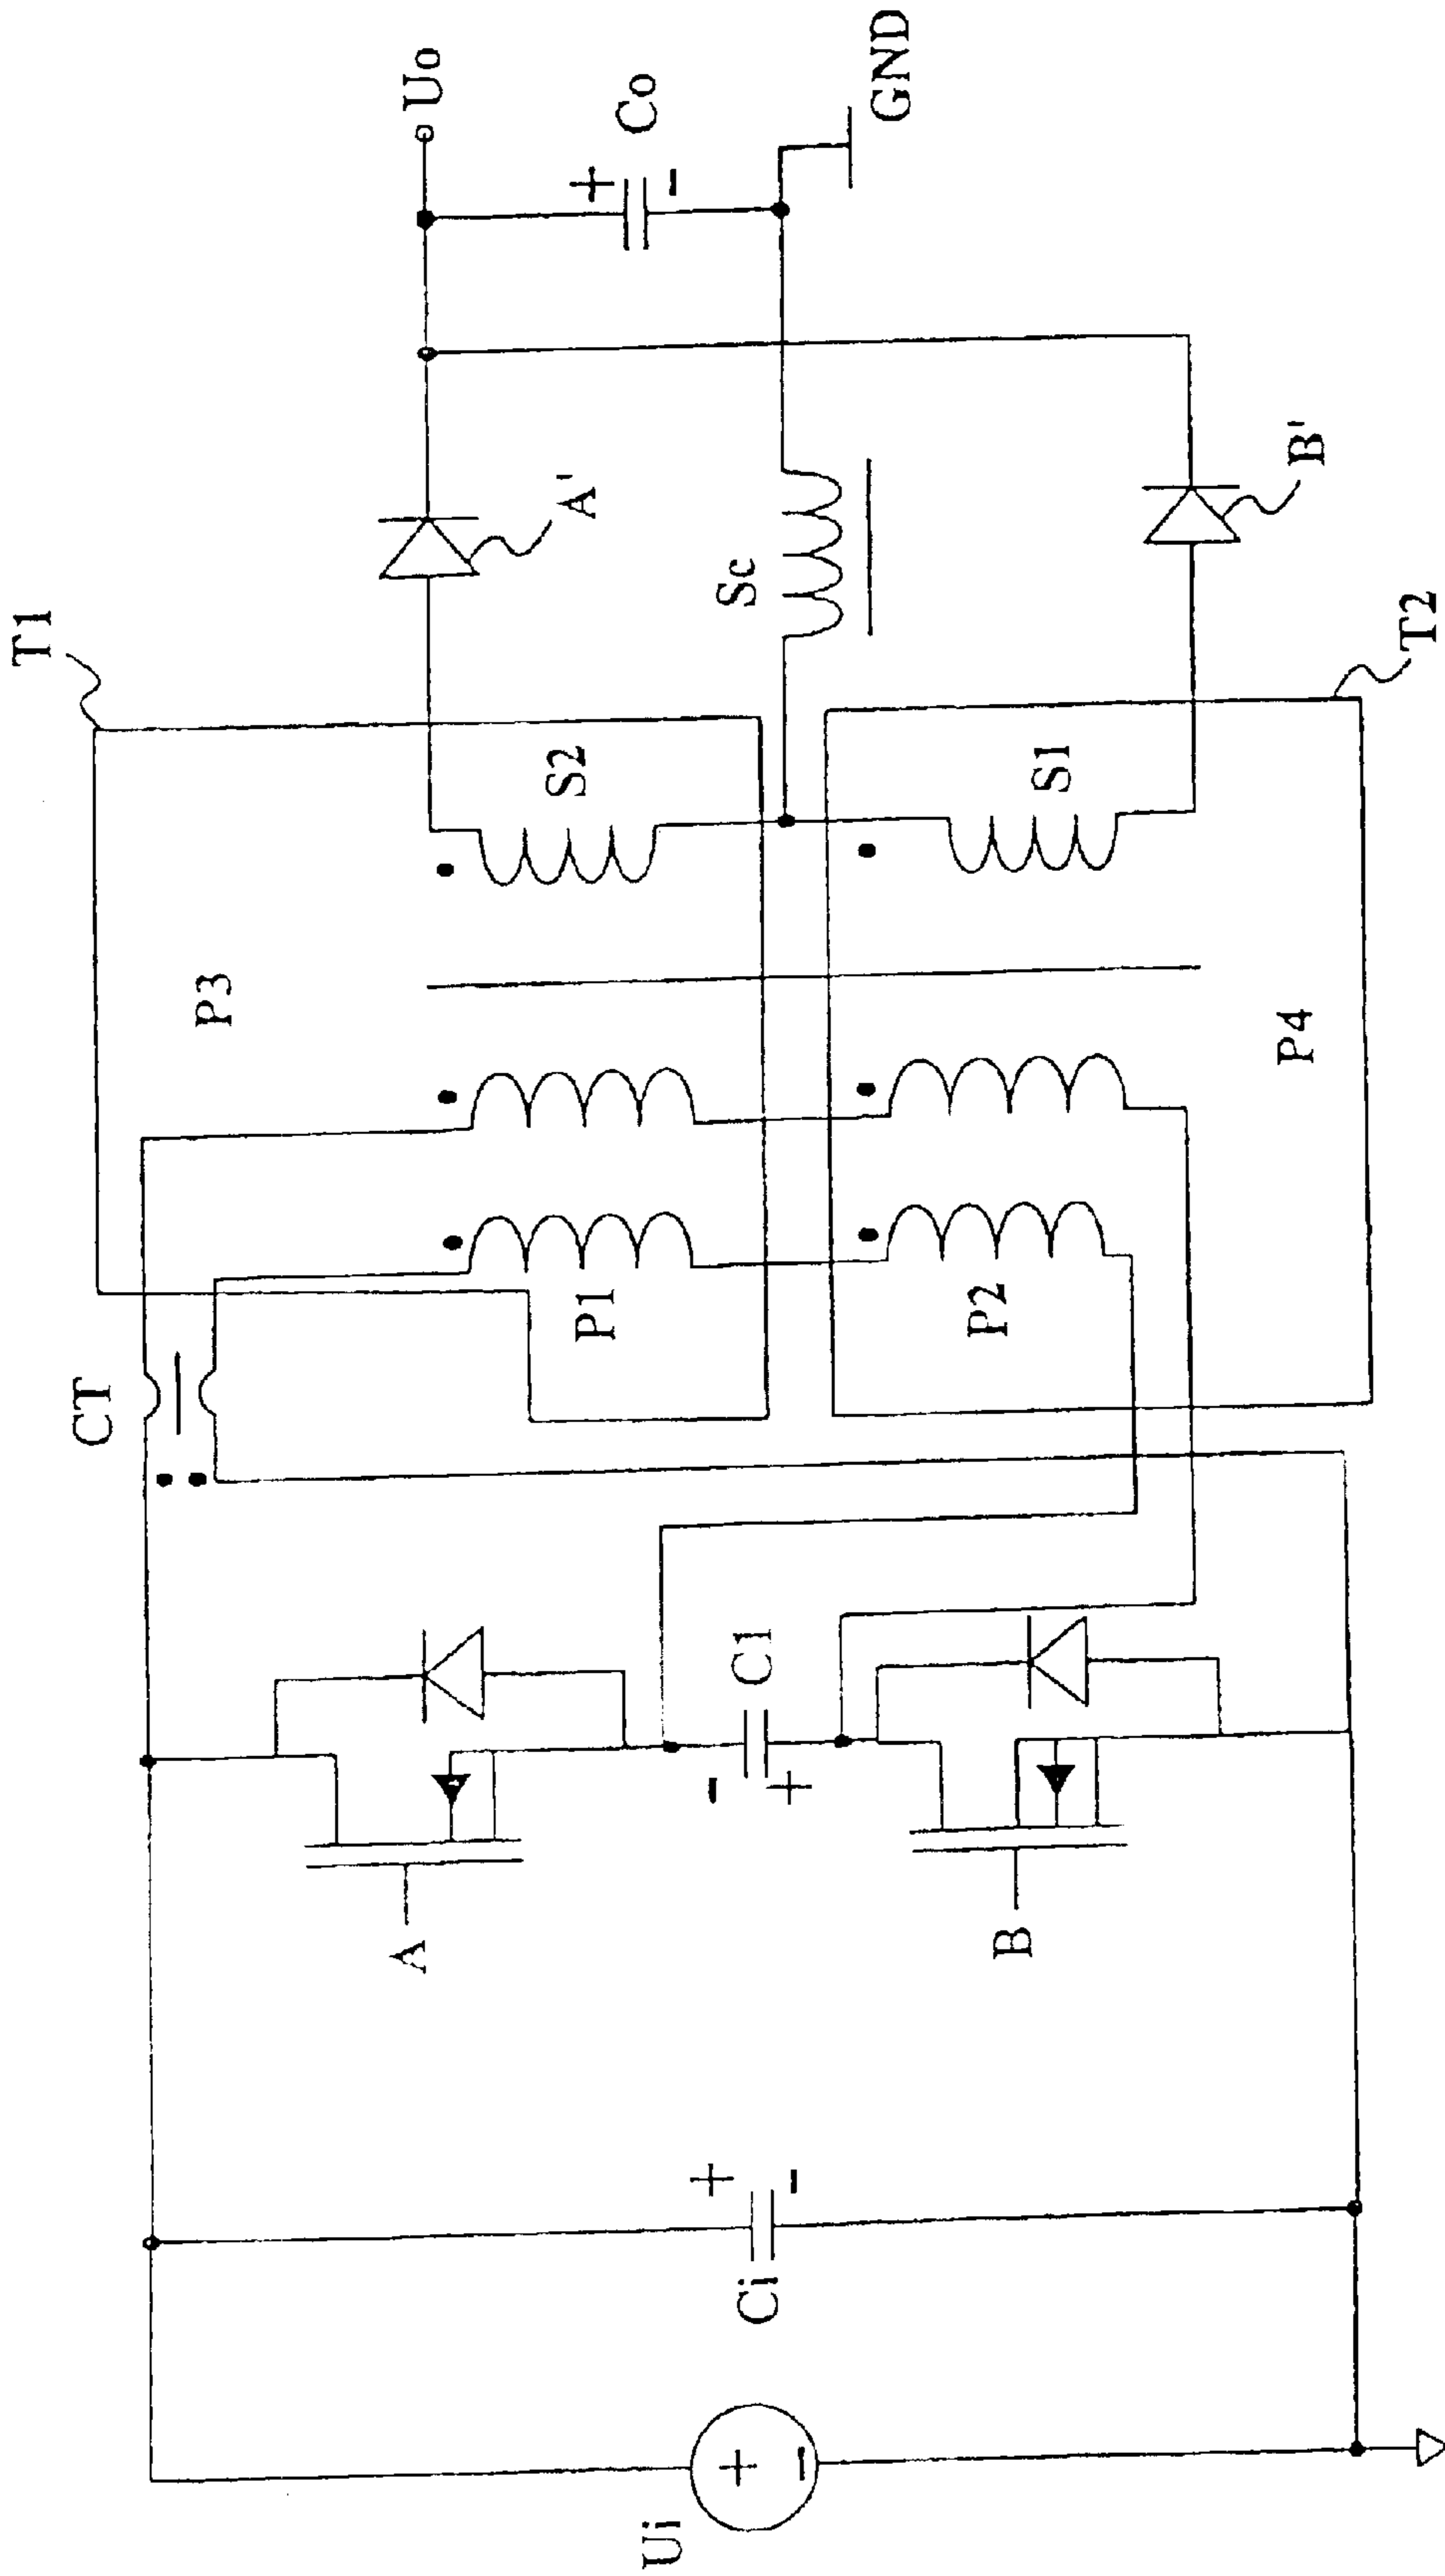 T1
CT
P3
Uo
A'
S2
Co
+
-
Sc
GND
A
P1
C1
-
+
P2
S1
B'
B
P4
T2
Ui
+
-
Ci
+
-